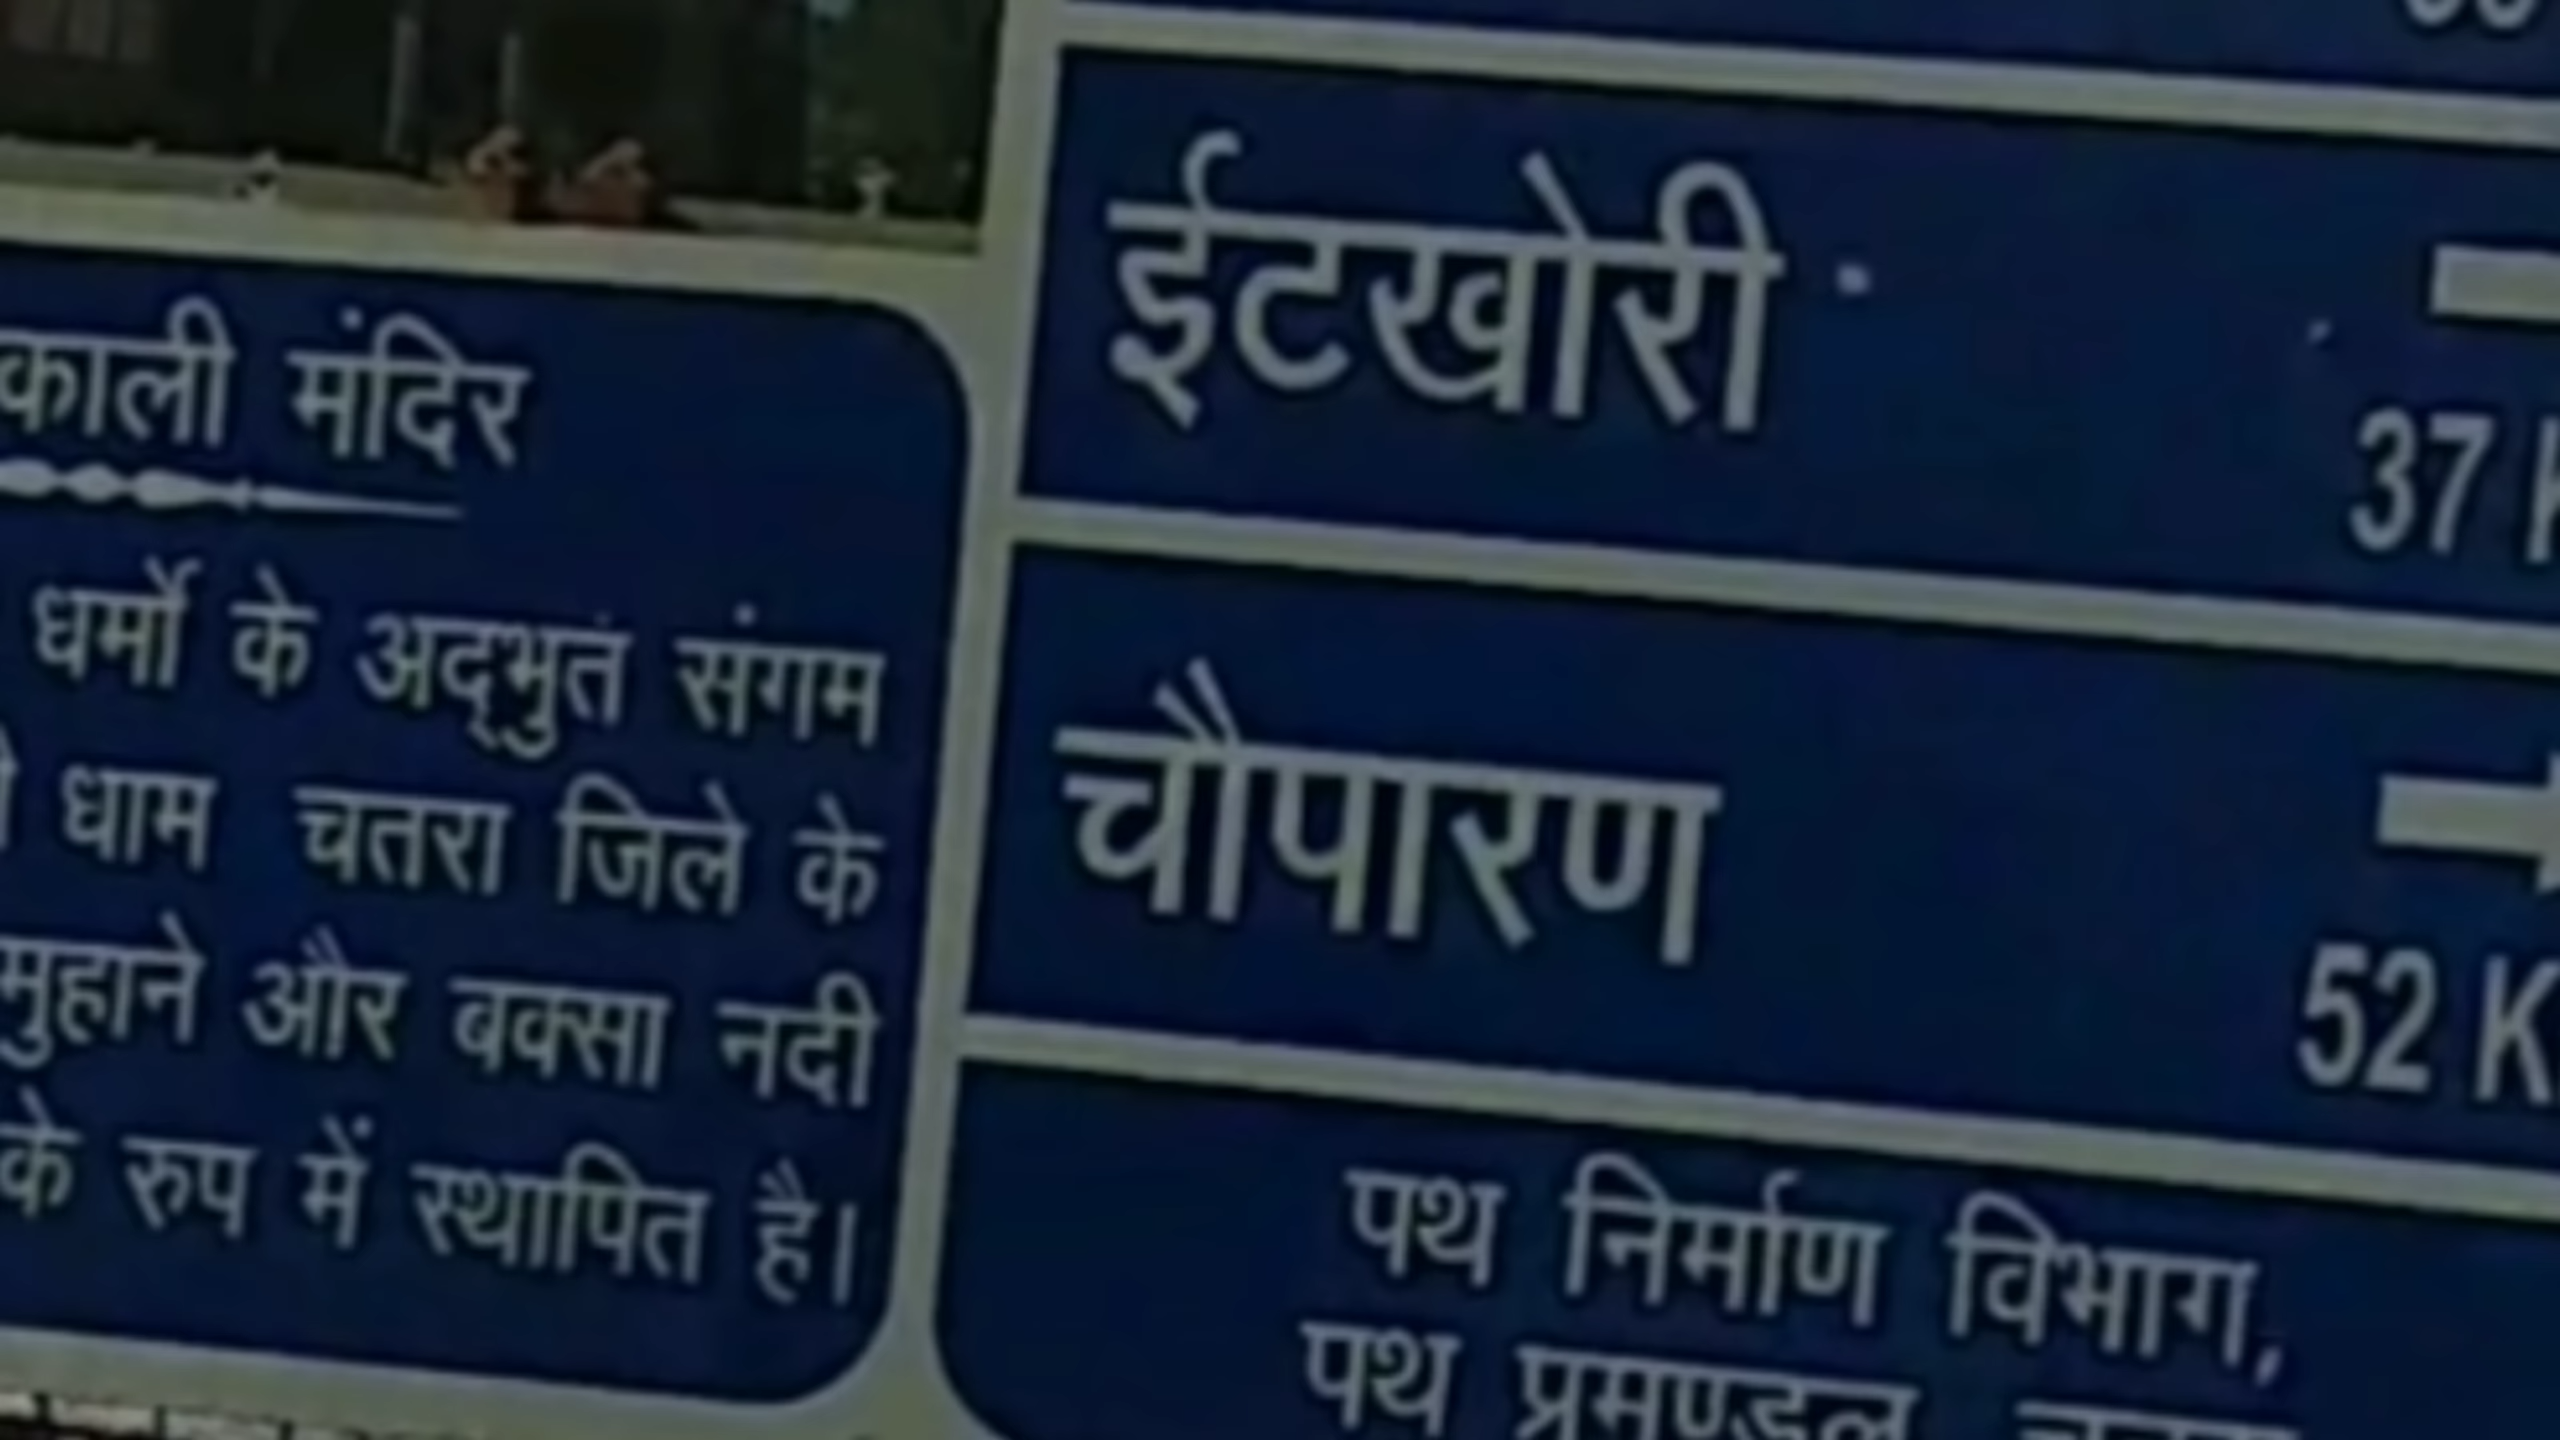 काली मंदिर
धर्मो के अद्भुत संगम
धाम चतरा जिले के
मुहाने और बक्सा नदी
के रुप में स्थापित है।
ईटखोरी
37
चौपारण
52 K
पथ निर्माण विभाग,
पथ प्रमण्डल